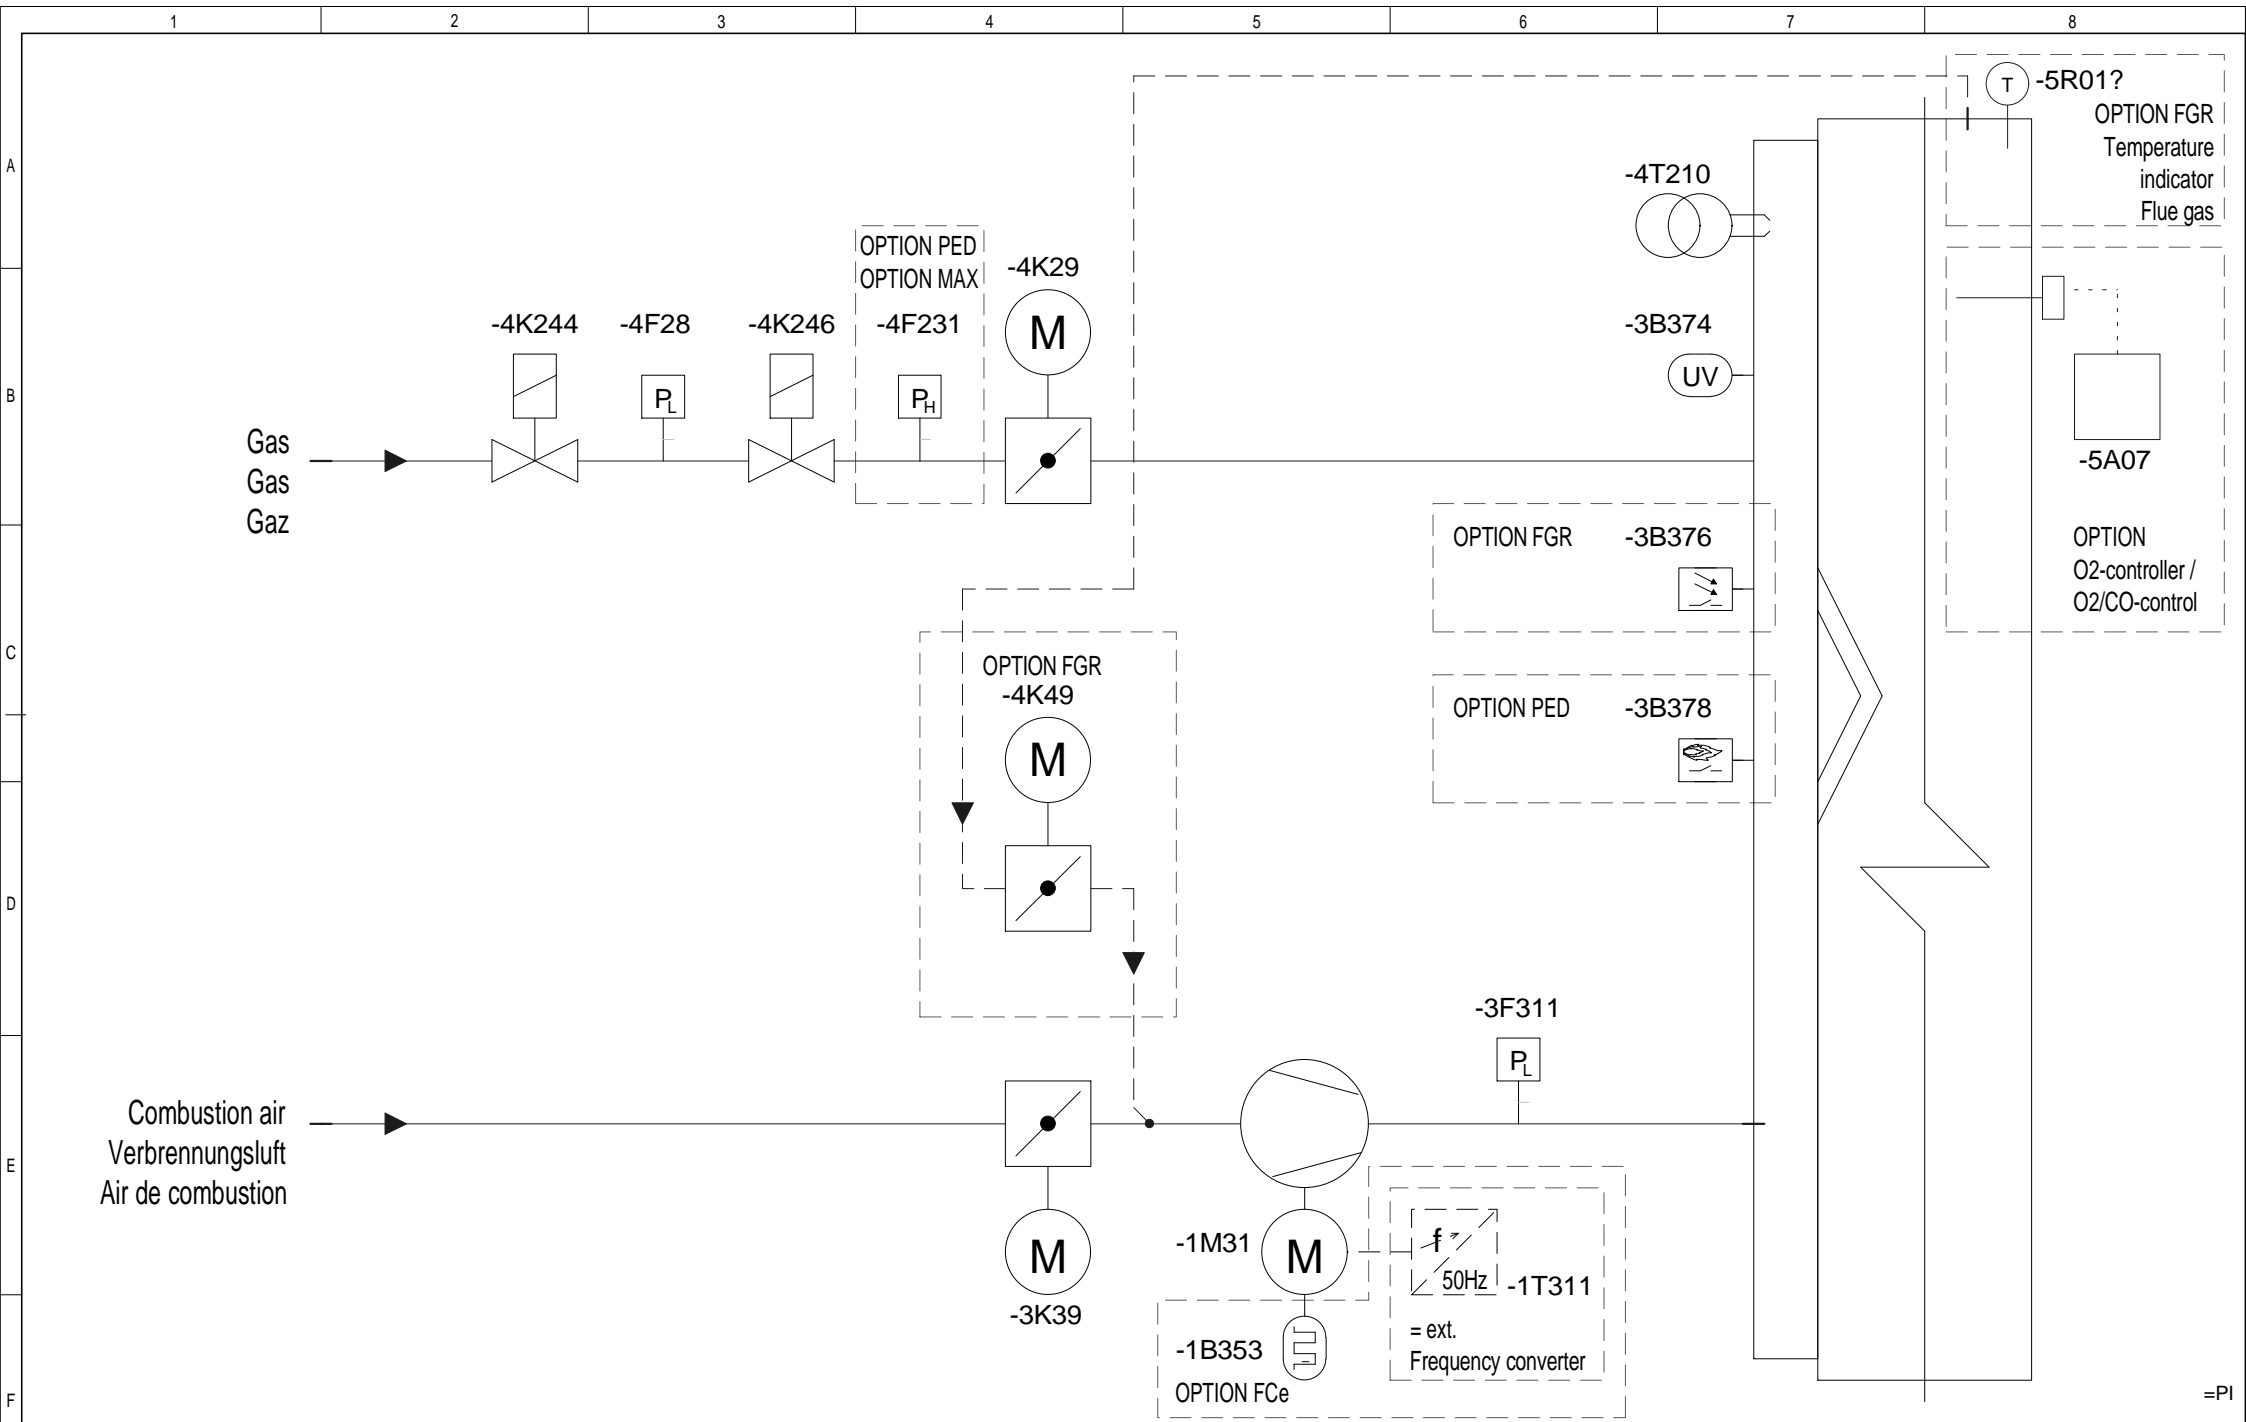 1 2 3 4 5 6 7 8
A
B
C
D
E
F
T -5R01?
OPTION FGR
Temperature
indicator
Flue gas
-4T210
OPTION PED
OPTION MAX
-4K29
M
-4K244 -4F28 -4K246 -4F231
-3B374
PL
PH
UV
Gas
Gas
Gaz
-5A07
OPTION
O2-controller /
O2/CO-control
OPTION FGR -3B376
OPTION FGR
-4K49
M
OPTION PED -3B378
-3F311
PL
Combustion air
Verbrennungsluft
Air de combustion
M
-3K39
-1M31 M
f
50Hz -1T311
= ext.
Frequency converter
-1B353
OPTION FCe
=PI